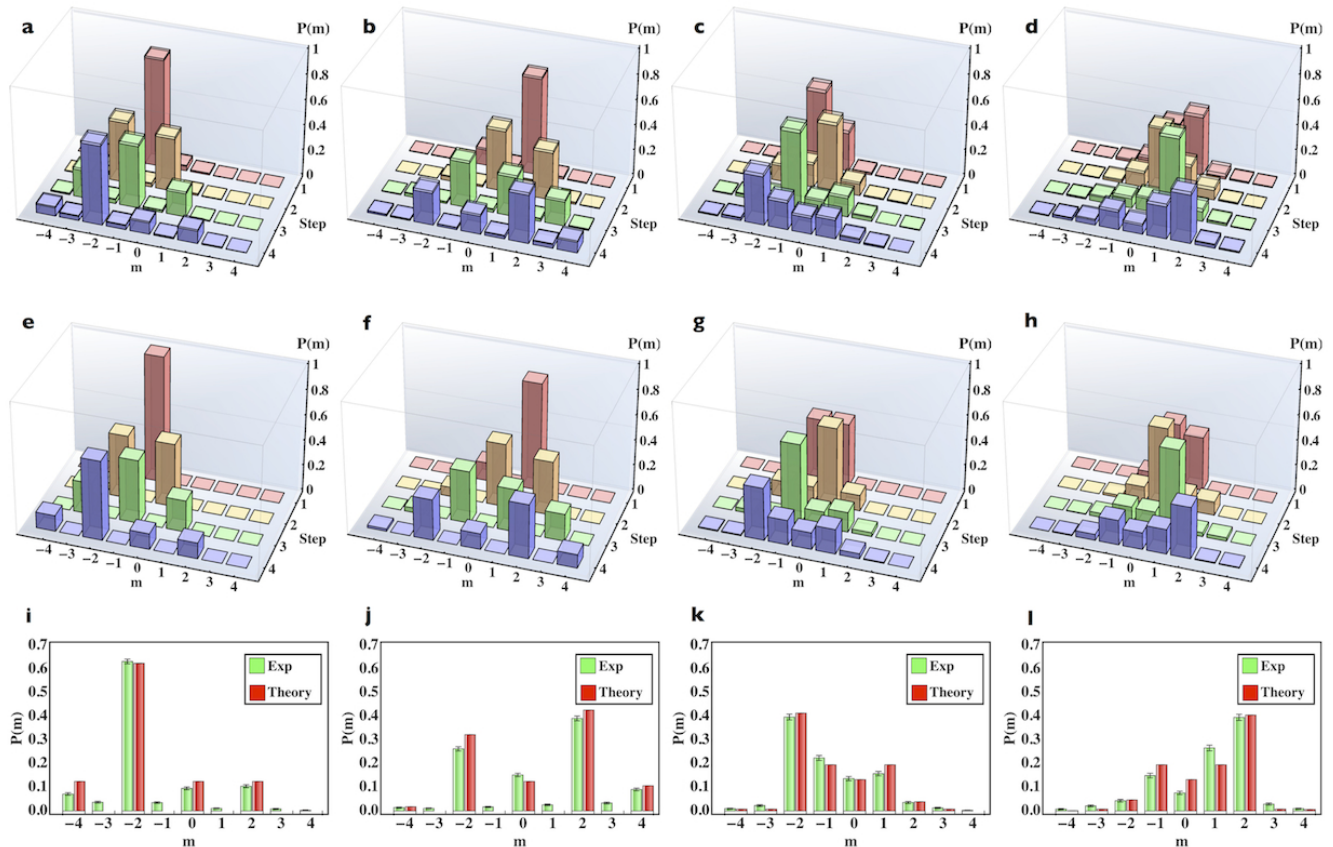 a b c d
P(m) P(m) P(m) P(m)
1 1 1 1
0.8 0.8 0.8 0.8
0.6 0.6 0.6 0.6
0.4 0.4 0.4 0.4
0.2 0.2 0.2 0.2
0 0 0 0
1 1 1 1
2 2 2 2
3 Step 3 Step 3 Step 3 Step
4 4 4 4
−4 −3 −2 −1 0 1 2 3 4 −4 −3 −2 −1 0 1 2 3 4 −4 −3 −2 −1 0 1 2 3 4 −4 −3 −2 −1 0 1 2 3 4
m m m m
e f g h
P(m) P(m) P(m) P(m)
1 1 1 1
0.8 0.8 0.8 0.8
0.6 0.6 0.6 0.6
0.4 0.4 0.4 0.4
0.2 0.2 0.2 0.2
0 0 0 0
1 1 1 1
2 2 2 2
3 Step 3 Step 3 Step 3 Step
4 4 4 4
−4 −3 −2 −1 0 1 2 3 4 −4 −3 −2 −1 0 1 2 3 4 −4 −3 −2 −1 0 1 2 3 4 −4 −3 −2 −1 0 1 2 3 4
m m m m
i j k l
0.7 0.7 0.7 0.7
0.6 Exp 0.6 Exp 0.6 Exp 0.6 Exp
0.5 Theory 0.5 Theory 0.5 Theory 0.5 Theory
0.4 0.4 0.4 0.4
P(m) P(m) P(m) P(m)
0.3 0.3 0.3 0.3
0.2 0.2 0.2 0.2
0.1 0.1 0.1 0.1
0.0 0.0 0.0 0.0
−4 −3 −2 −1 0 1 2 3 4 −4 −3 −2 −1 0 1 2 3 4 −4 −3 −2 −1 0 1 2 3 4 −4 −3 −2 −1 0 1 2 3 4
m m m m